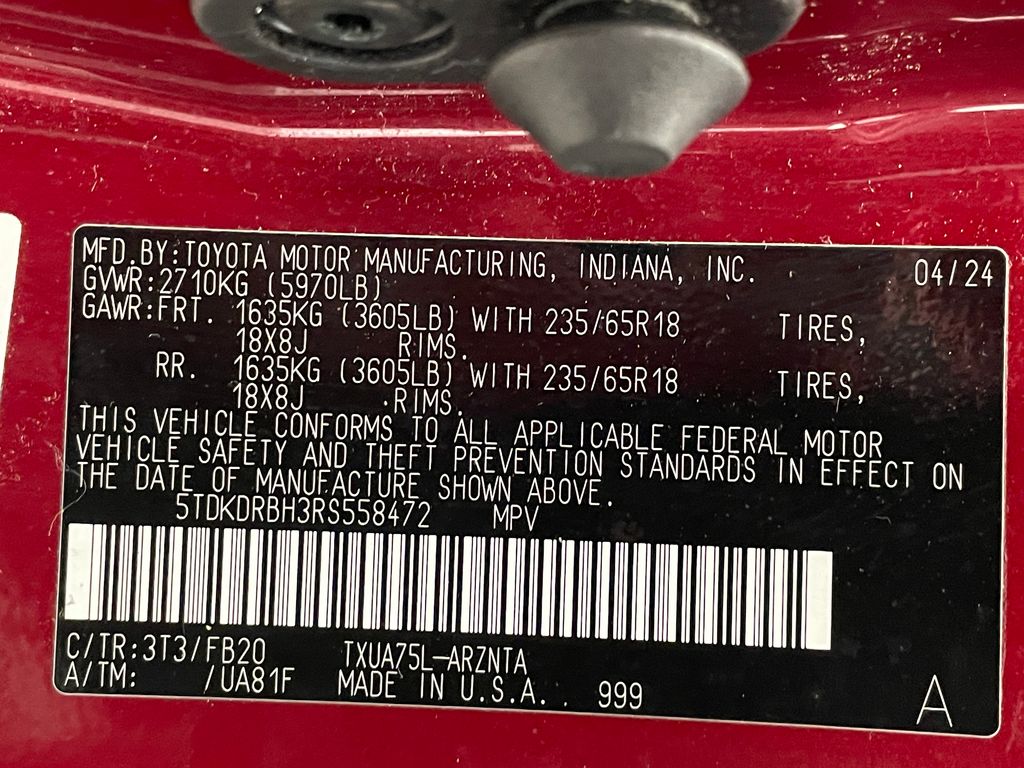 MFD.BY:TOYOTA MOTOR MANUFACTURING, INDIANA, INC. 04/24
GVWR:2710KG (5970LB)
GAWR:FRT. 1635KG (3605LB) WITH 235/65R18 TIRES,
18X8J RIMS.
RR. 1635KG (3605LB) WITH 235/65R18 TIRES,
18X8J RIMS.
THIS VEHICLE CONFORMS TO ALL APPLICABLE FEDERAL MOTOR
VEHICLE SAFETY AND THEFT PREVENTION STANDARDS IN EFFECT ON
THE DATE OF MANUFACTURE SHOWN ABOVE.
5TDKDRBH3RS558472 MPV
C/TR:3T3/FB20 TXUA75L-ARZNTA
A/TM: /UA81F MADE IN U.S.A. 999 A